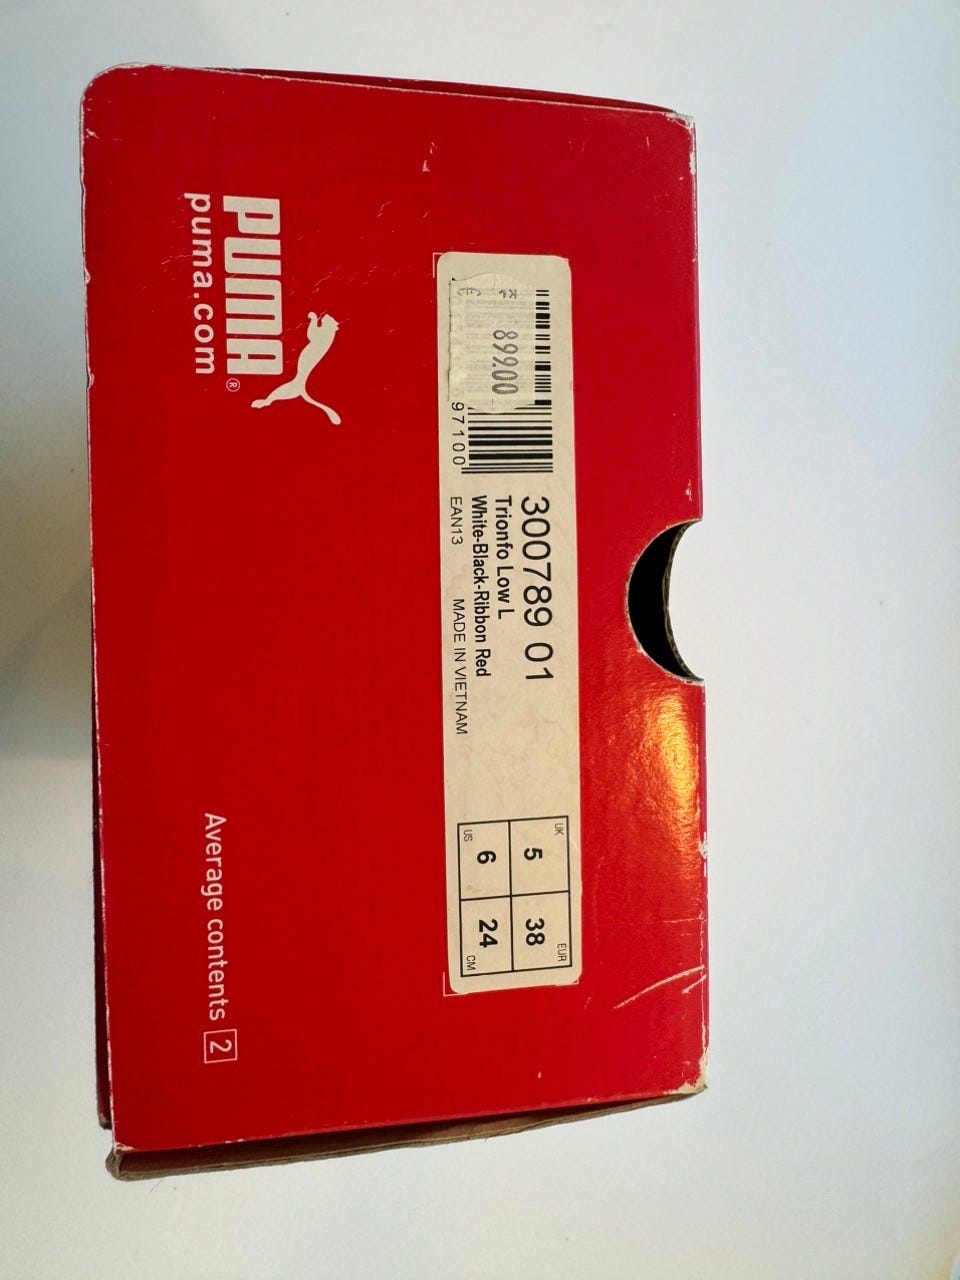 PUMA®
puma.com
899.00
97100
300789 01
Trionfo Low L
White-Black-Ribbon Red
EAN13 MADE IN VIETNAM
UK 5 38 EUR
US 6 24 CM
Average contents 2